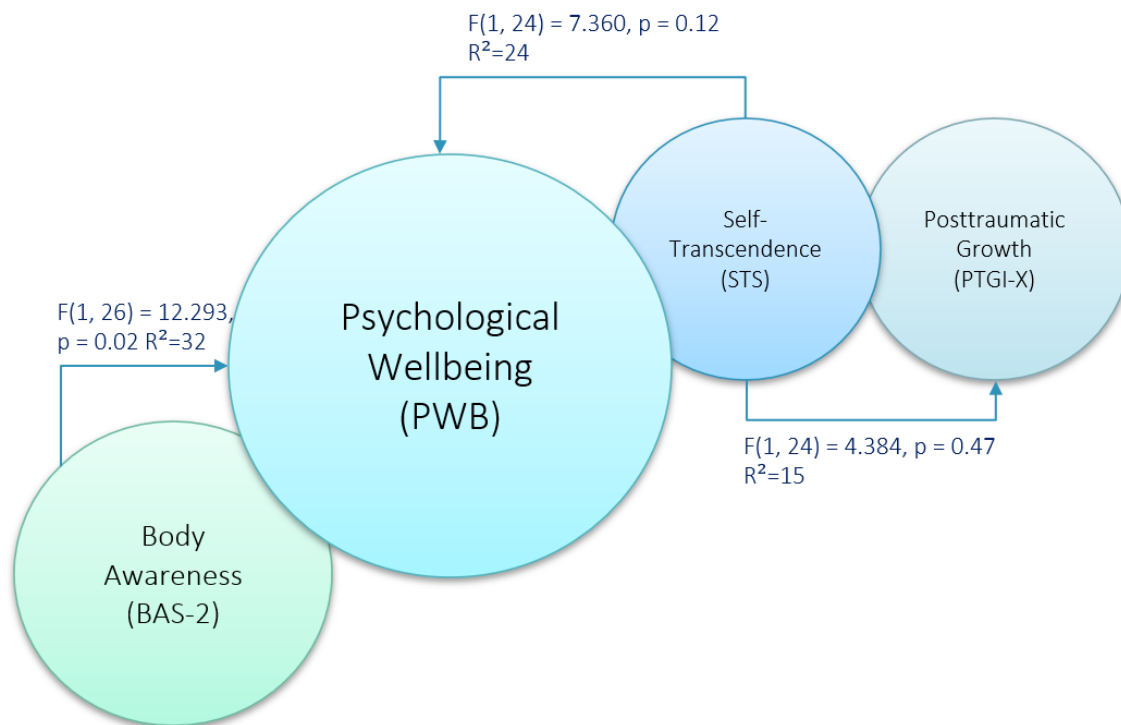 F(1, 24) = 7.360, p = 0.12
R²=24
Self-
Transcendence
(STS)
Posttraumatic
Growth
(PTGI-X)
F(1, 26) = 12.293,
p = 0.02 R²=32
Psychological
Wellbeing
(PWB)
F(1, 24) = 4.384, p = 0.47
R²=15
Body
Awareness
(BAS-2)